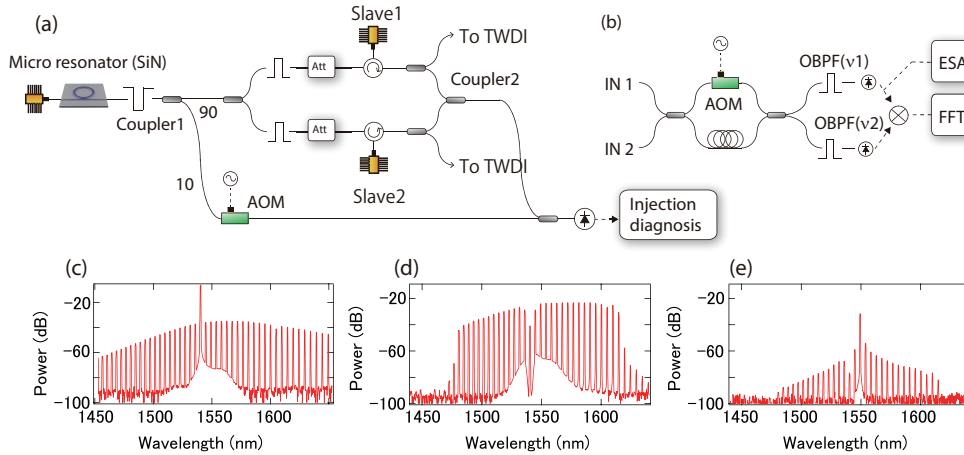 (a)
Micro resonator (SiN)
Coupler1
90
10
AOM
Att
Att
Slave1
Slave2
To TWDI
Coupler2
To TWDI
Injection
diagnosis
(b)
IN 1
IN 2
AOM
OBPF(ν1)
OBPF(ν2)
ESA
FFT
(c)
Power (dB)
−20
−60
−100
1450 1500 1550 1600
Wavelength (nm)
(d)
Power (dB)
−20
−60
−100
1450 1500 1550 1600
Wavelength (nm)
(e)
Power (dB)
−20
−60
−100
1450 1500 1550 1600
Wavelength (nm)